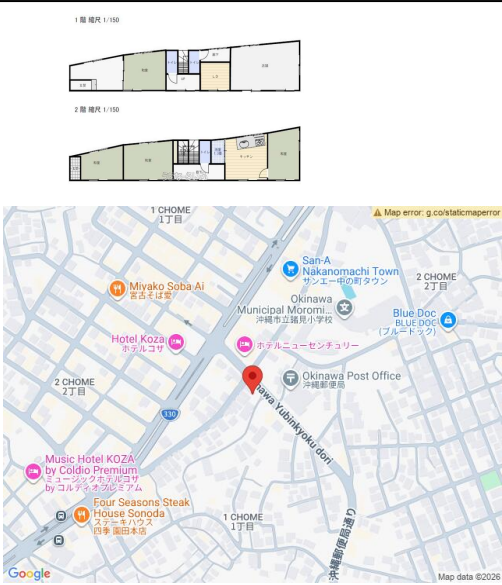 1 階 縮尺 1/150
2 階 縮尺 1/150
キッチン
Map error: g.co/staticmaperror
1 CHOME
1丁目
San-A
Nakanomachi Town
サンエー中の町タウン
2 CHOME
2丁目
Miyako Soba Ai
宮古そば愛
Okinawa
Municipal Moromi...
沖縄市立諸見小学校
Blue Doc
BLUE DOC
(ブルードック)
Hotel Koza
ホテルコザ
ホテルニューセンチュリー
Okinawa Post Office
沖縄郵便局
2 CHOME
2丁目
nawa Yubinkyoku dori
330
Music Hotel KOZA
by Coldio Premium
ミュージックホテルコザ
by コルディオプレミアム
Four Seasons Steak
House Sonoda
ステーキハウス
四季 園田本店
1 CHOME
1丁目
沖縄郵便局通り
Google
Map data ©2025